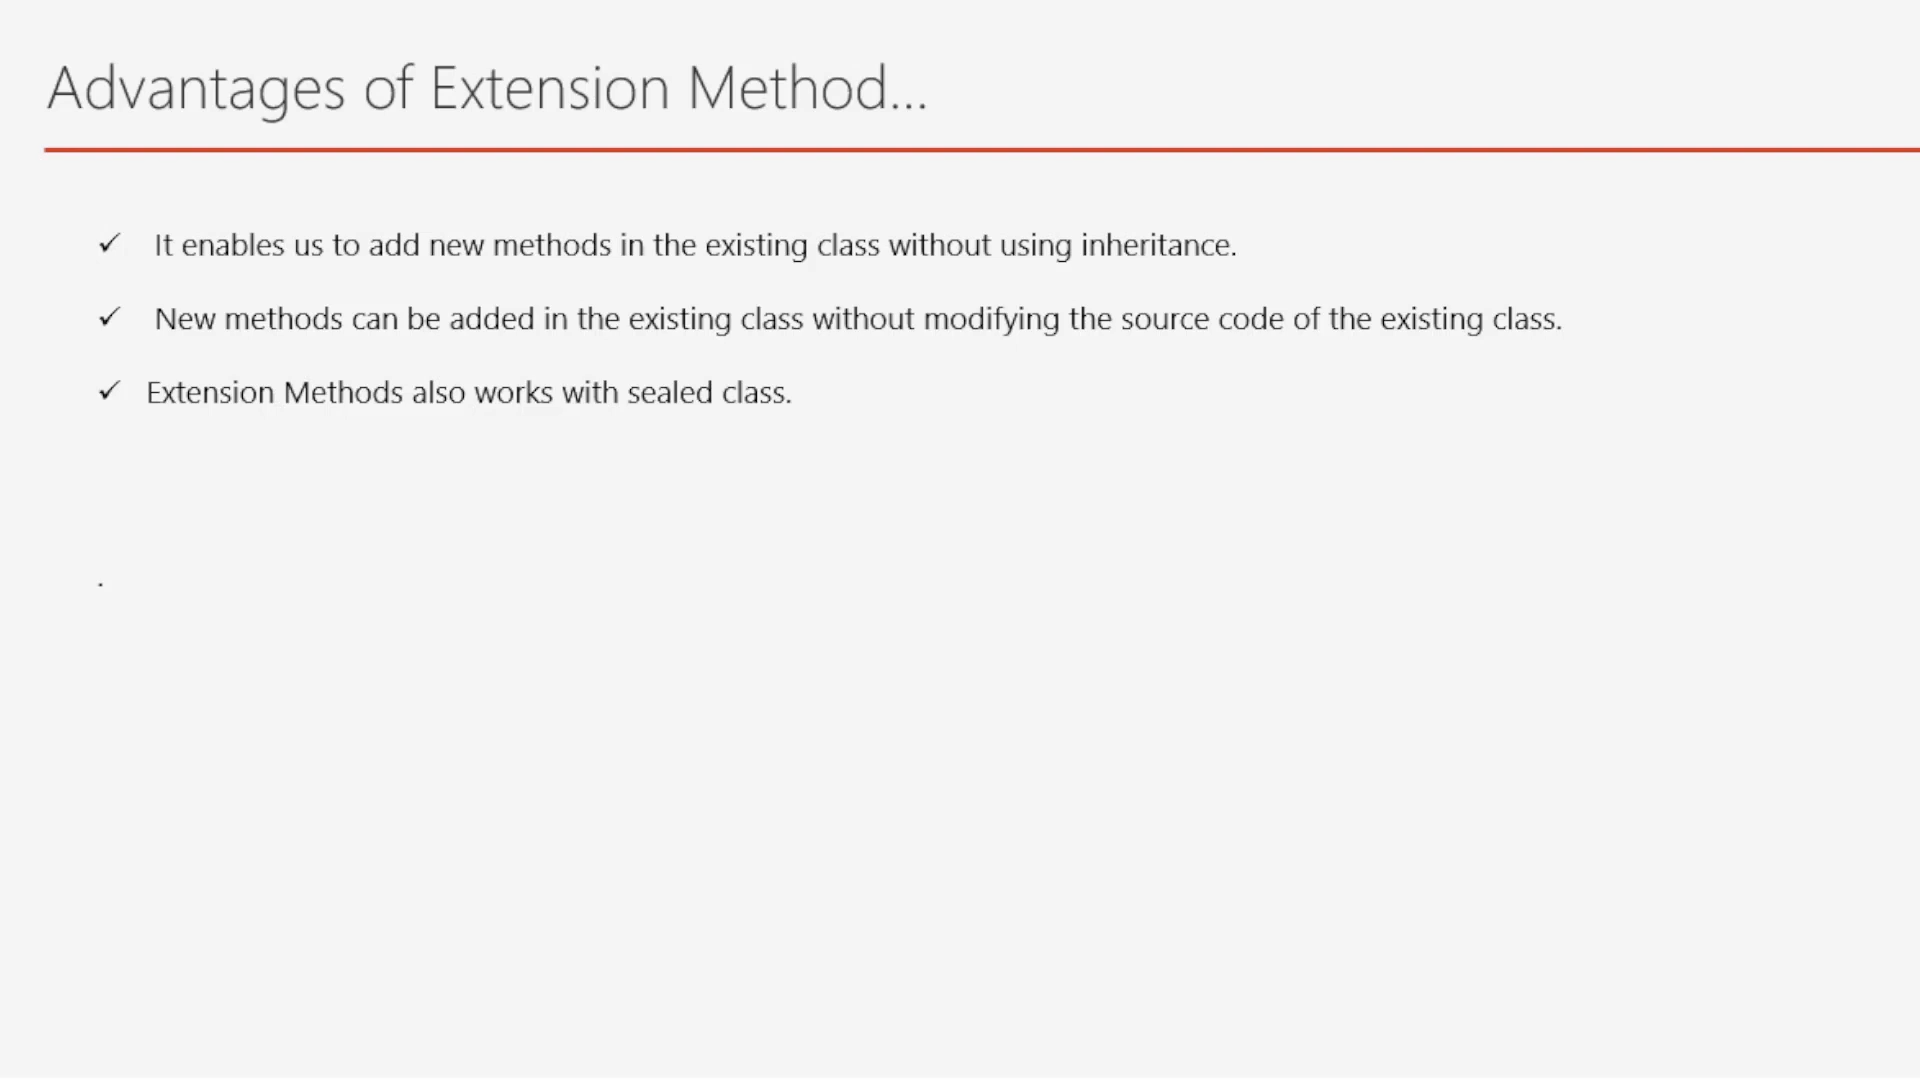 Advantages of Extension Method...
✓ It enables us to add new methods in the existing class without using inheritance.
✓ New methods can be added in the existing class without modifying the source code of the existing class.
✓ Extension Methods also works with sealed class.
.